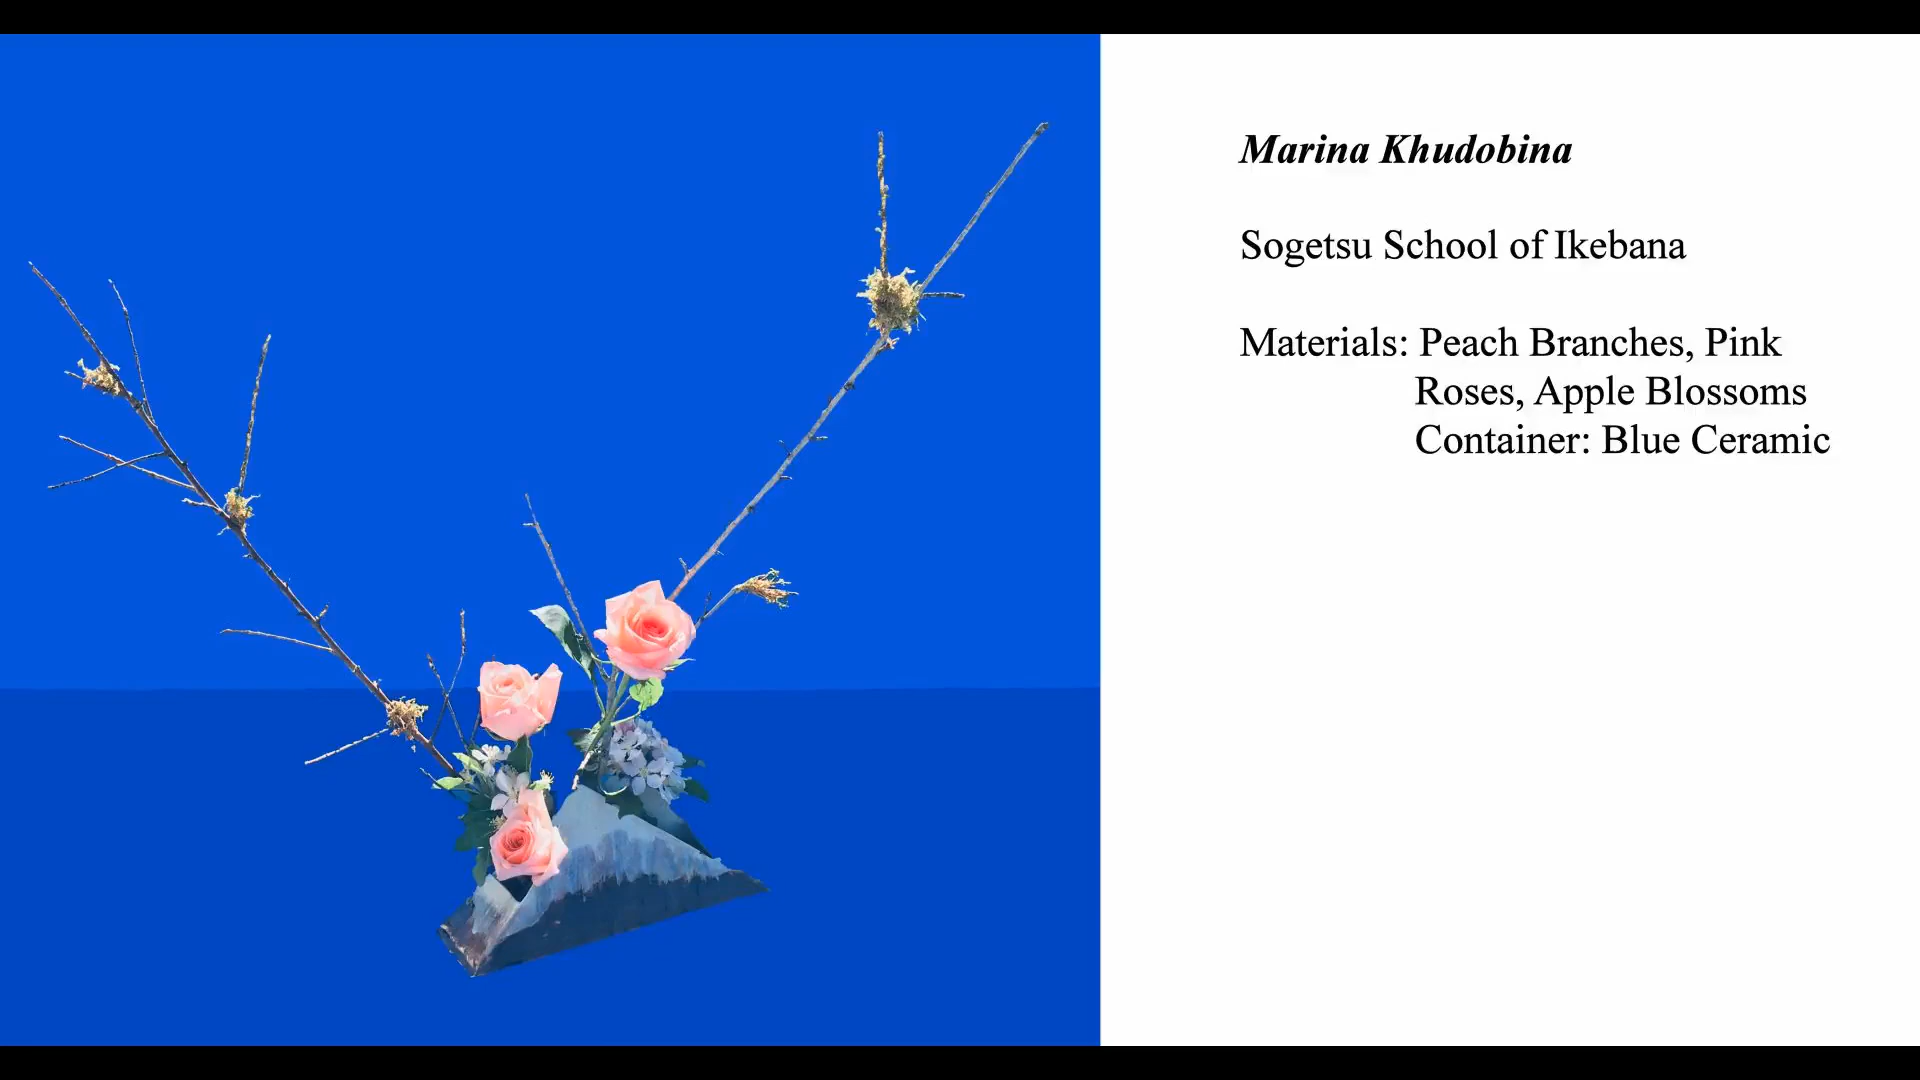 Marina Khudobina
Sogetsu School of Ikebana
Materials: Peach Branches, Pink
Roses, Apple Blossoms
Container: Blue Ceramic